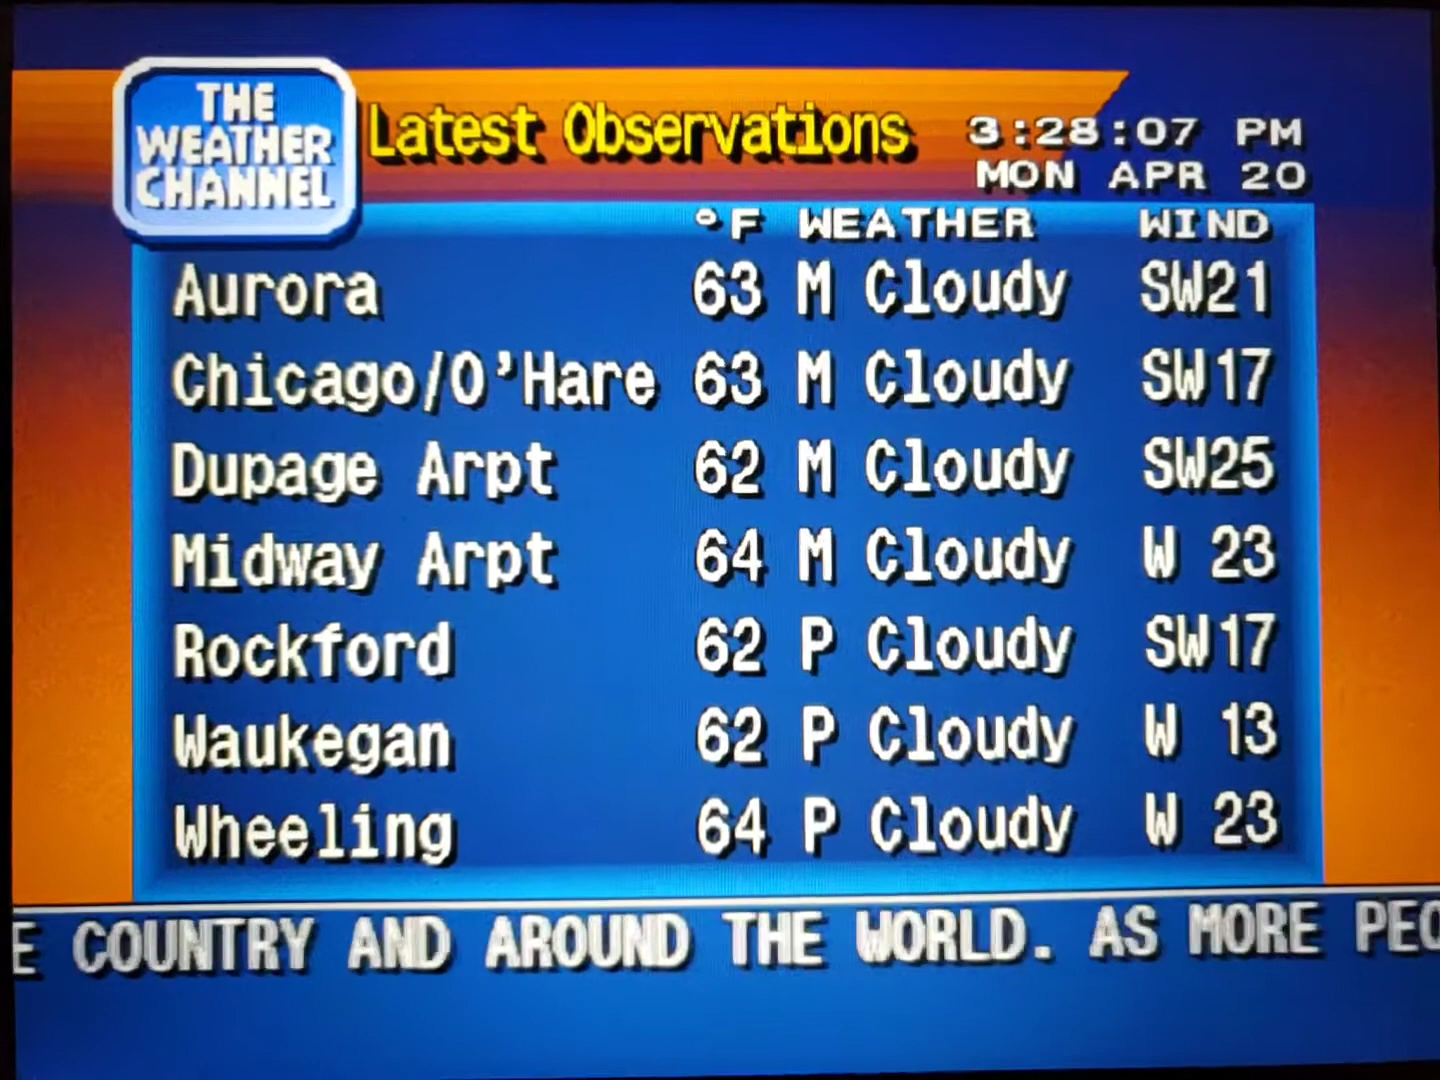 THE
WEATHER
CHANNEL
Latest Observations
3:28:07 PM
MON APR 20
°F WEATHER WIND
Aurora 63 M Cloudy SW21
Chicago/O'Hare 63 M Cloudy SW17
Dupage Arpt 62 M Cloudy SW25
Midway Arpt 64 M Cloudy W 23
Rockford 62 P Cloudy SW17
Waukegan 62 P Cloudy W 13
Wheeling 64 P Cloudy W 23
E COUNTRY AND AROUND THE WORLD. AS MORE PEO